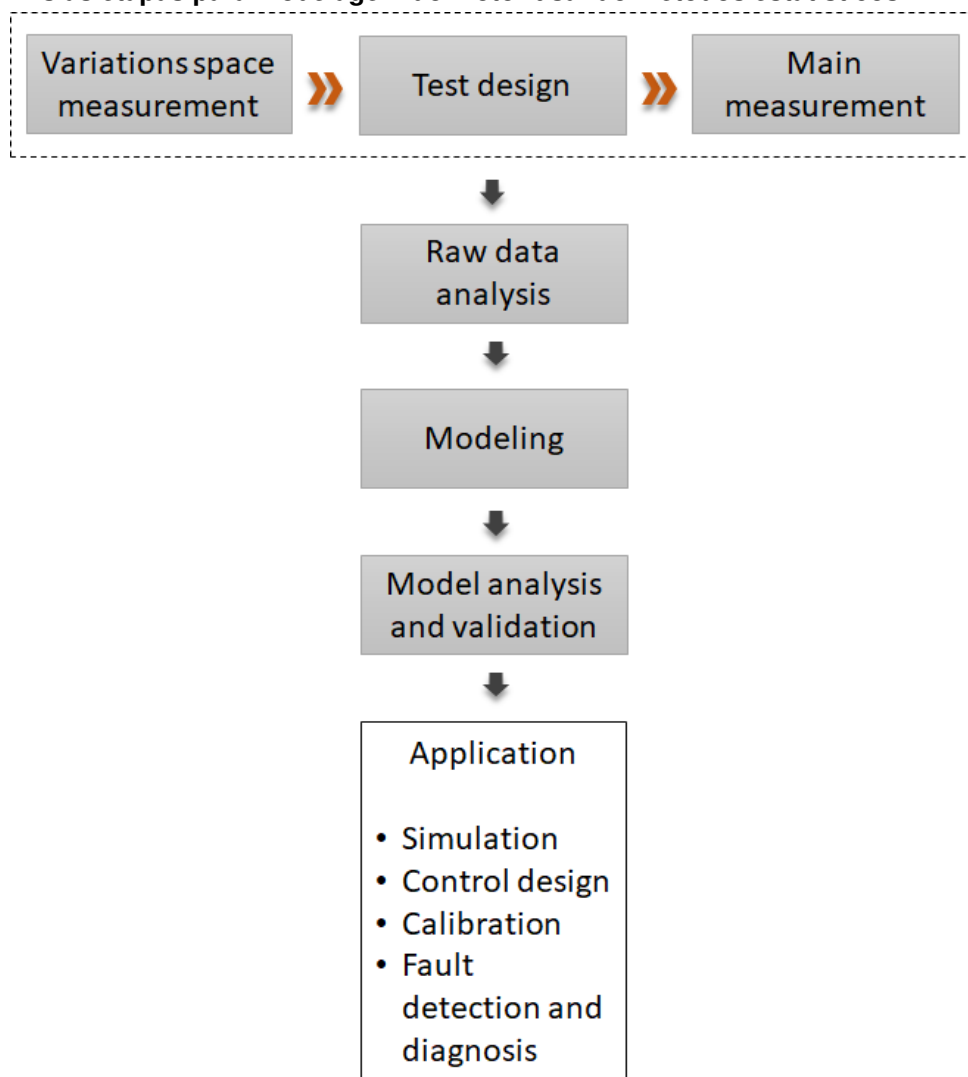 Variations space
measurement
Test design
Main
measurement
Raw data
analysis
Modeling
Model analysis
and validation
Application
• Simulation
• Control design
• Calibration
• Fault
detection and
diagnosis